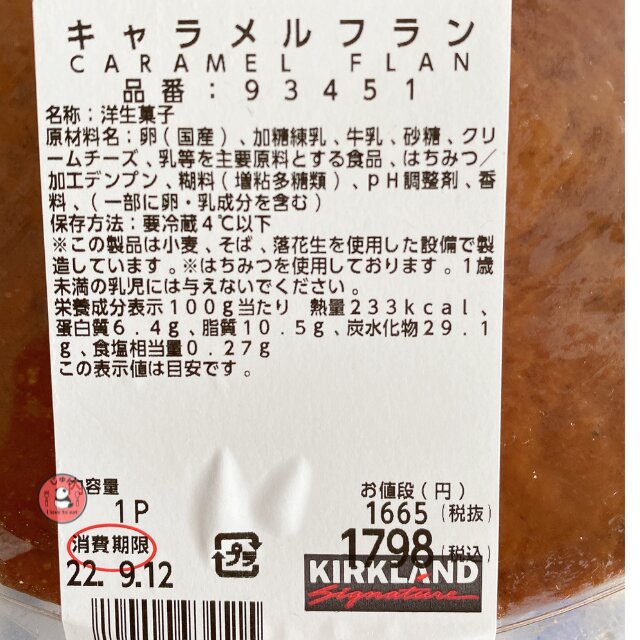 キャラメルフラン
CARAMEL FLAN
品番:93451
名称:洋生菓子
原材料名:卵(国産)、加糖練乳、牛乳、砂糖、クリ
ームチーズ、乳等を主要原料とする食品、はちみつ/
加工デンプン、糊料(増粘多糖類)、pH調整剤、香
料、(一部に卵・乳成分を含む)
保存方法:要冷蔵4℃以下
※この製品は小麦、そば、落花生を使用した設備で製
造しています。※はちみつを使用しております。1歳
未満の乳児には与えないでください。
栄養成分表示100g当たり 熱量233kcal、
蛋白質6.4g、脂質10.5g、炭水化物29.1
g、食塩相当量0.27g
この表示値は目安です。
内容量
1P
消費期限
22. 9.12
プラ
お値段(円)
1665(税抜)
1798(税込)
KIRKLAND
Signature
I love to eat